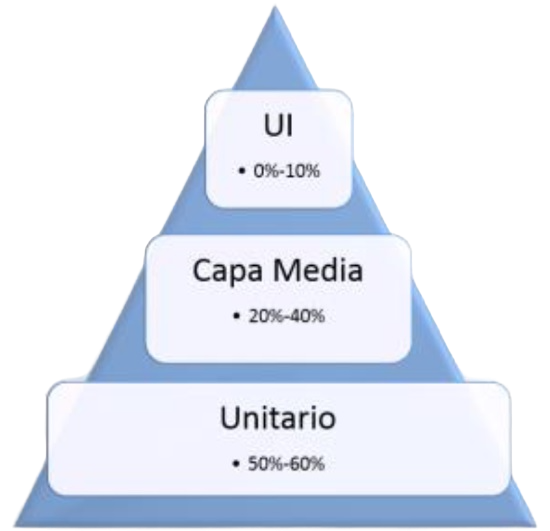 UI
• 0%-10%
Capa Media
• 20%-40%
Unitario
• 50%-60%